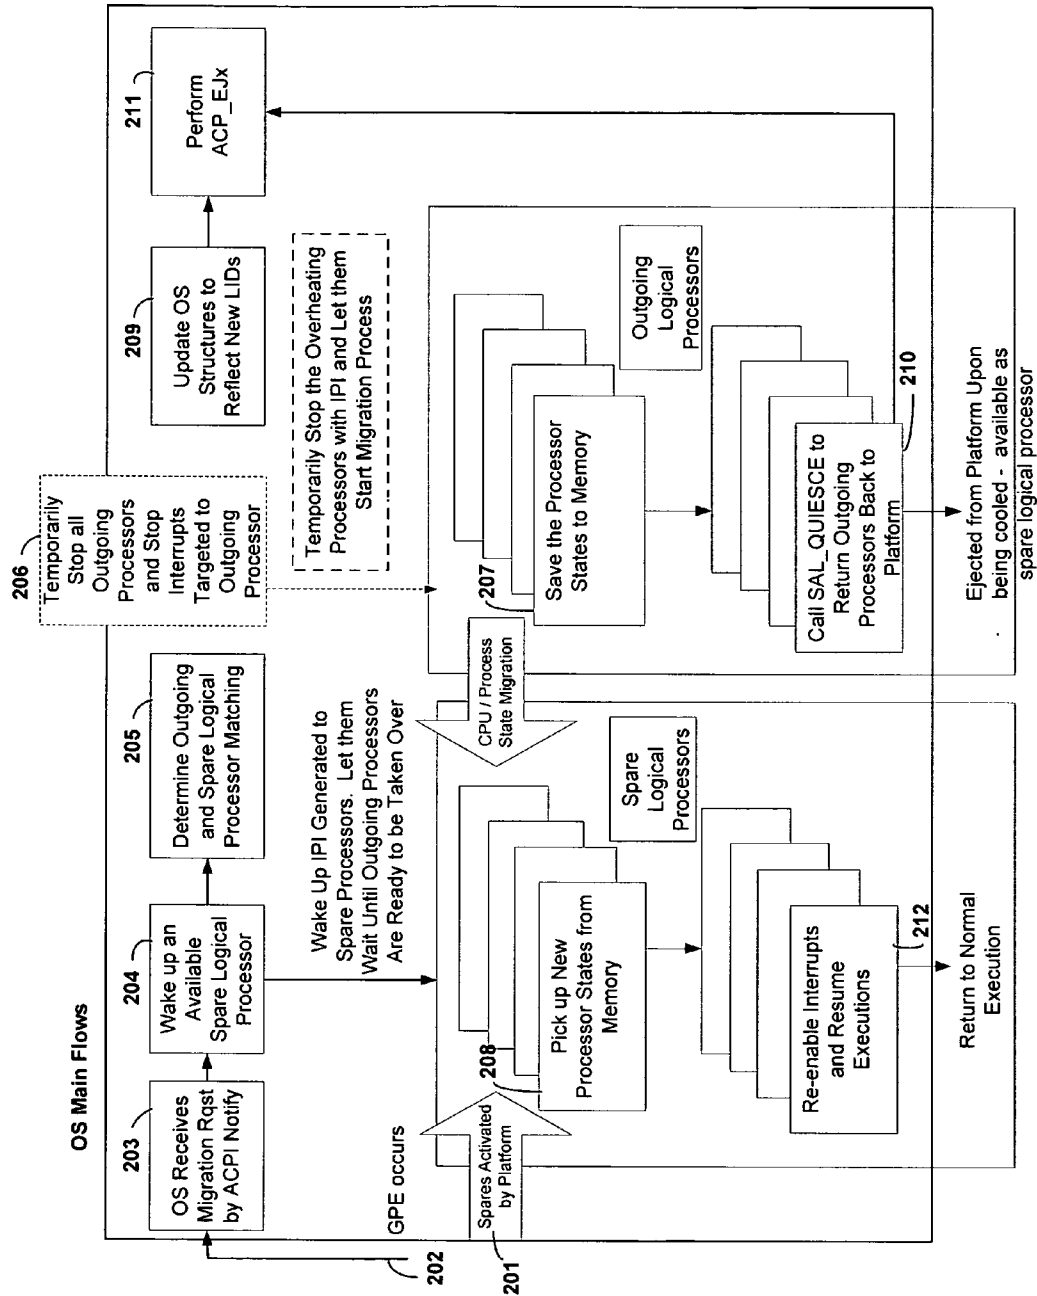 OS Main Flows
203
OS Receives
Migration Rqst
by ACPI Notify
204
Wake up an
Available
Spare Logical
Processor
205
Determine Outgoing
and Spare Logical
Processor Matching
206
Temporarily
Stop all
Outgoing
Processors
and Stop
Interrupts
Targeted to
Outgoing
Processor
209
Update OS
Structures to
Reflect New LIDs
211
Perform
ACP_EJx
202
GPE occurs
Wake Up IPI Generated to
Spare Processors. Let them
Wait Until Outgoing Processors
Are Ready to be Taken Over
Temporarily Stop the Overheating
Processors with IPI and Let them
Start Migration Process
201
Spares Activated
by Platform
208
Pick up New
Processor States from
Memory
Spare
Logical
Processors
CPU / Process
State Migration
207
Save the Processor
States to Memory
Outgoing
Logical
Processors
Re-enable Interrupts
and Resume
Executions
212
Call SAL_QUIESCE to
Return Outgoing
Processors Back to
Platform
210
Return to Normal
Execution
Ejected from Platform Upon
being cooled - available as
spare logical processor